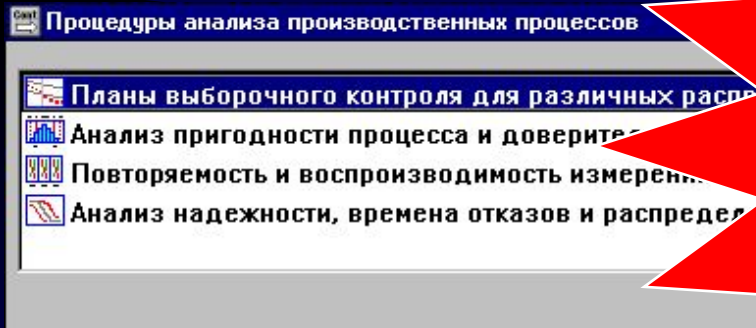 Процедуры анализа производственных процессов
Планы выборочного контроля для различных
Анализ пригодности процесса и
Повторяемость и воспроизводимость
Анализ надежности, времена отказов и